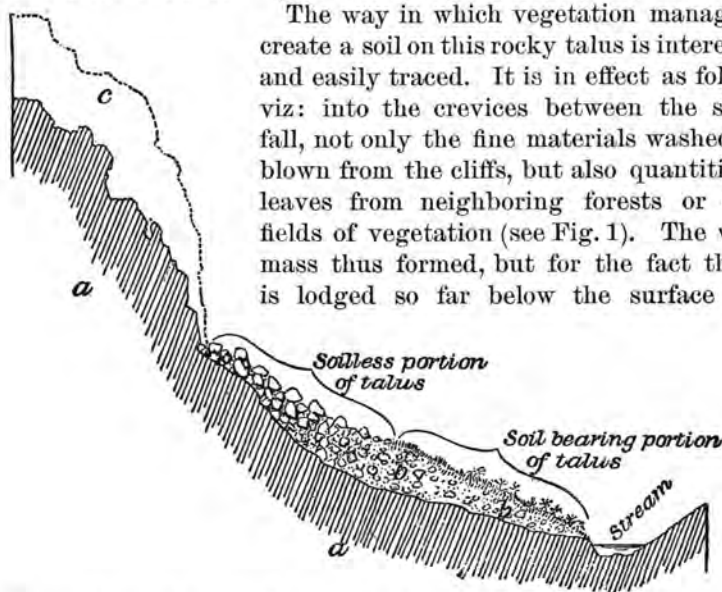 The way in which vegetation manag
create a soil on this rocky talus is intere
and easily traced. It is in effect as fol
viz: into the crevices between the s
fall, not only the fine materials washed
blown from the cliffs, but also quantiti
leaves from neighboring forests or
fields of vegetation (see Fig. 1). The v
mass thus formed, but for the fact th
is lodged so far below the surface
c
a
Soilless portion
of talus
Soil bearing portion
of talus
b
b
Stream
a